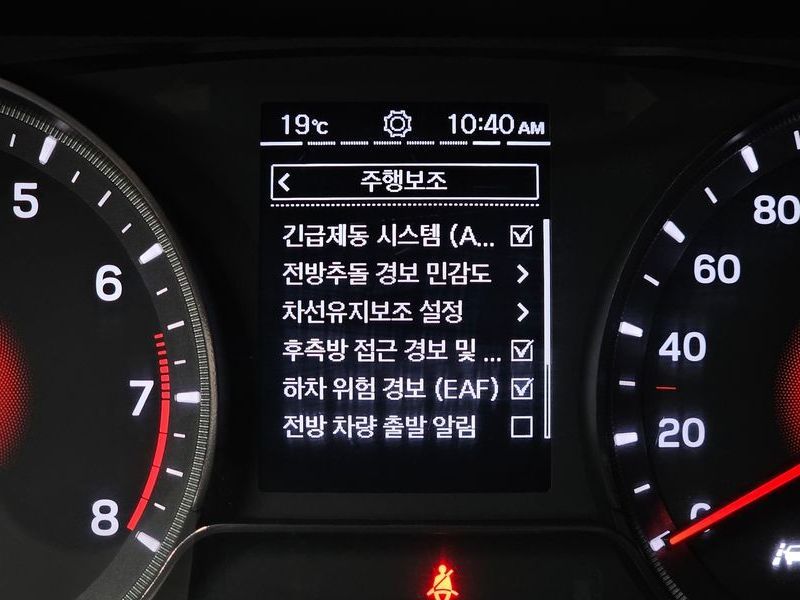 19℃ 10:40 AM
주행보조
긴급제동 시스템 (A...
전방추돌 경보 민감도
차선유지보조 설정
후측방 접근 경보 및 ...
하차 위험 경보 (EAF)
전방 차량 출발 알림
5
6
7
8
80
60
40
20
0